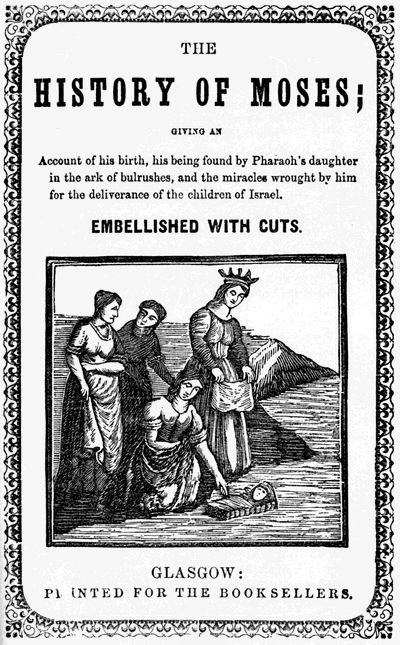 THE
HISTORY OF MOSES;
GIVING AN
Account of his birth, his being found by Pharaoh's daughter
in the ark of bulrushes, and the miracles wrought by him
for the deliverance of the children of Israel.
EMBELLISHED WITH CUTS.
GLASGOW:
PRINTED FOR THE BOOKSELLERS.